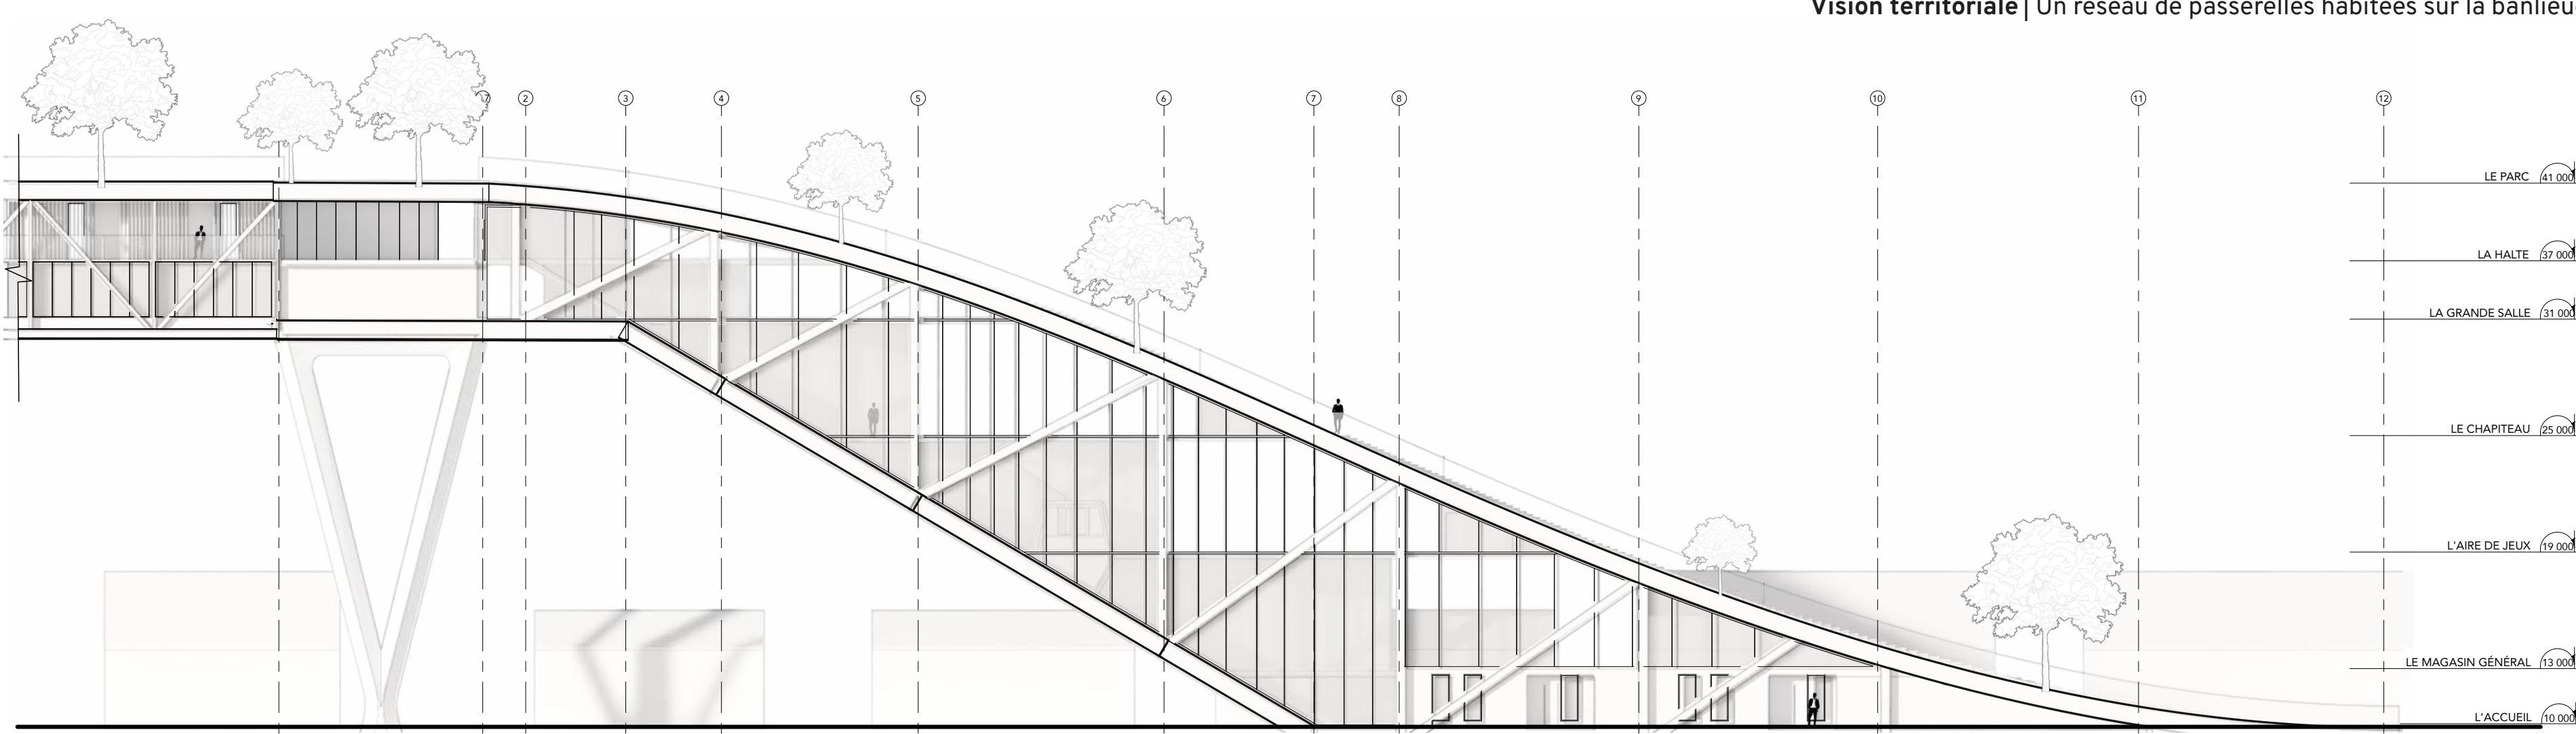 Vision territoriale | Un réseau de passerelles habitées sur la banlieu
7 2 3 4 5 6 7 8 9 10 11 12
LE PARC 41 000
LA HALTE 37 000
LA GRANDE SALLE 31 000
LE CHAPITEAU 25 000
L'AIRE DE JEUX 19 000
LE MAGASIN GÉNÉRAL 13 000
L'ACCUEIL 10 000